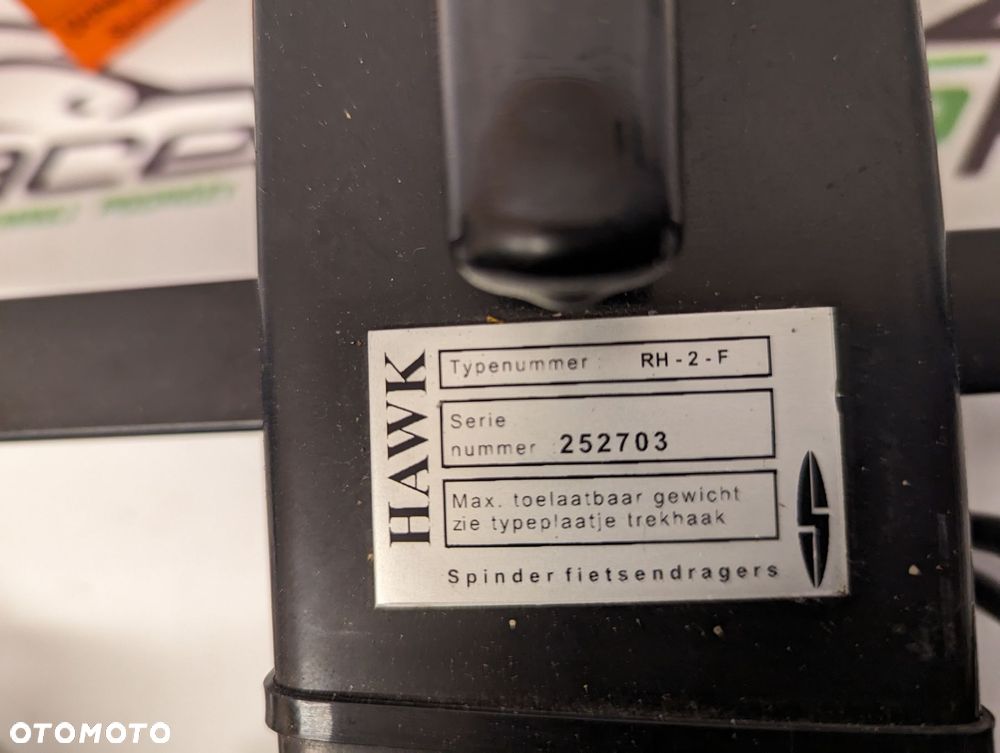 HAWK
Typenummer : RH - 2 - F
Serie
nummer : 252703
Max. toelaatbaar gewicht
zie typeplaatje trekhaak
Spinder fietsendragers
OTOMOTO